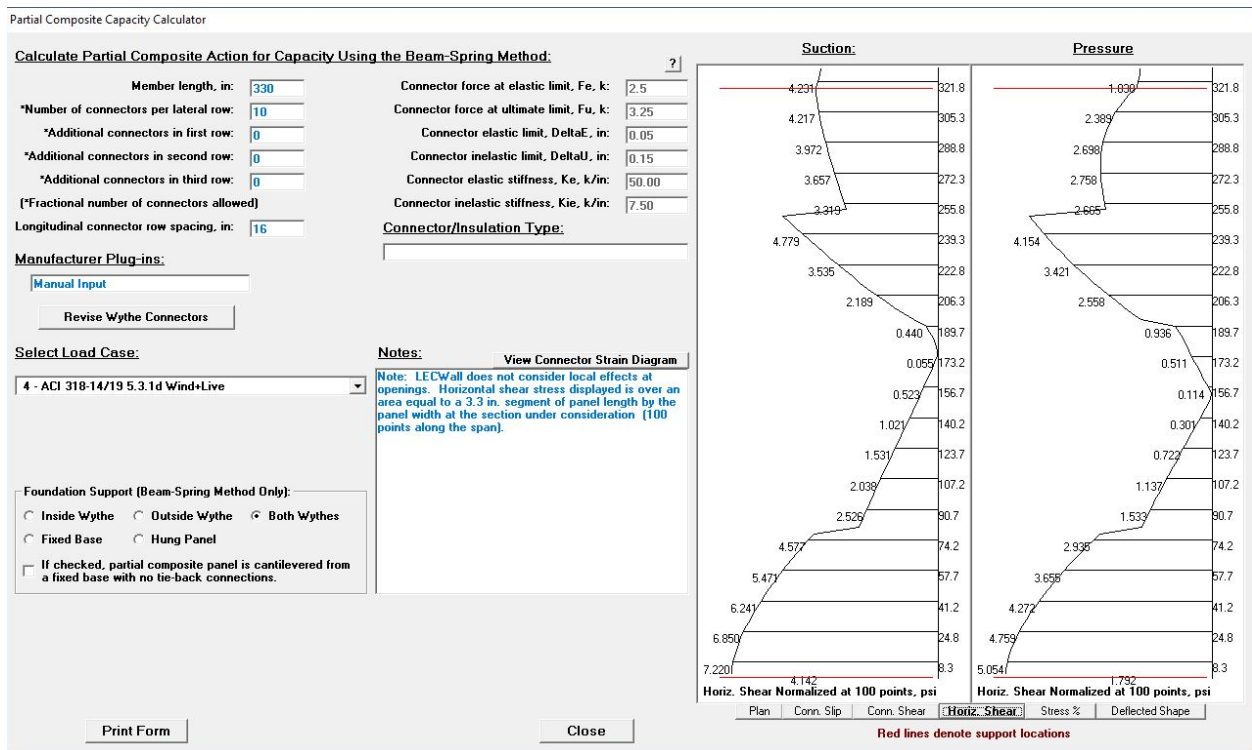 Partial Composite Capacity Calculator
Calculate Partial Composite Action for Capacity Using the Beam-Spring Method:
?
Member length, in: 330
*Number of connectors per lateral row: 10
*Additional connectors in first row: 0
*Additional connectors in second row: 0
*Additional connectors in third row: 0
(*Fractional number of connectors allowed)
Longitudinal connector row spacing, in: 16
Connector force at elastic limit, Fe, k: 2.5
Connector force at ultimate limit, Fu, k: 3.25
Connector elastic limit, DeltaE, in: 0.05
Connector inelastic limit, DeltaU, in: 0.15
Connector elastic stiffness, Ke, k/in: 50.00
Connector inelastic stiffness, Kie, k/in: 7.50
Connector/Insulation Type:
Manufacturer Plug-ins:
Manual Input
Revise Wythe Connectors
Select Load Case:
4 - ACI 318-14/19 5.3.1d Wind+Live
Notes:
View Connector Strain Diagram
Note: LECWall does not consider local effects at
openings. Horizontal shear stress displayed is over an
area equal to a 3.3 in. segment of panel length by the
panel width at the section under consideration (100
points along the span).
Foundation Support (Beam-Spring Method Only):
Inside Wythe Outside Wythe Both Wythes
Fixed Base Hung Panel
If checked, partial composite panel is cantilevered from
a fixed base with no tie-back connections.
Print Form
Close
Suction:
4.231 321.8
4.217 305.3
3.972 288.8
3.657 272.3
3.319 255.8
4.779 239.3
3.535 222.8
2.189 206.3
0.440 189.7
0.055 173.2
0.523 156.7
1.021 140.2
1.531 123.7
2.038 107.2
2.526 90.7
4.577 74.2
5.471 57.7
6.241 41.2
6.850 24.8
7.220 8.3
4.142
Horiz. Shear Normalized at 100 points, psi
Pressure
1.830 321.8
2.389 305.3
2.698 288.8
2.758 272.3
2.665 255.8
4.154 239.3
3.421 222.8
2.558 206.3
0.936 189.7
0.511 173.2
0.114 156.7
0.301 140.2
0.722 123.7
1.137 107.2
1.533 90.7
2.935 74.2
3.655 57.7
4.272 41.2
4.759 24.8
5.054 8.3
1.792
Horiz. Shear Normalized at 100 points, psi
Plan Conn. Slip Conn. Shear Horiz. Shear Stress % Deflected Shape
Red lines denote support locations